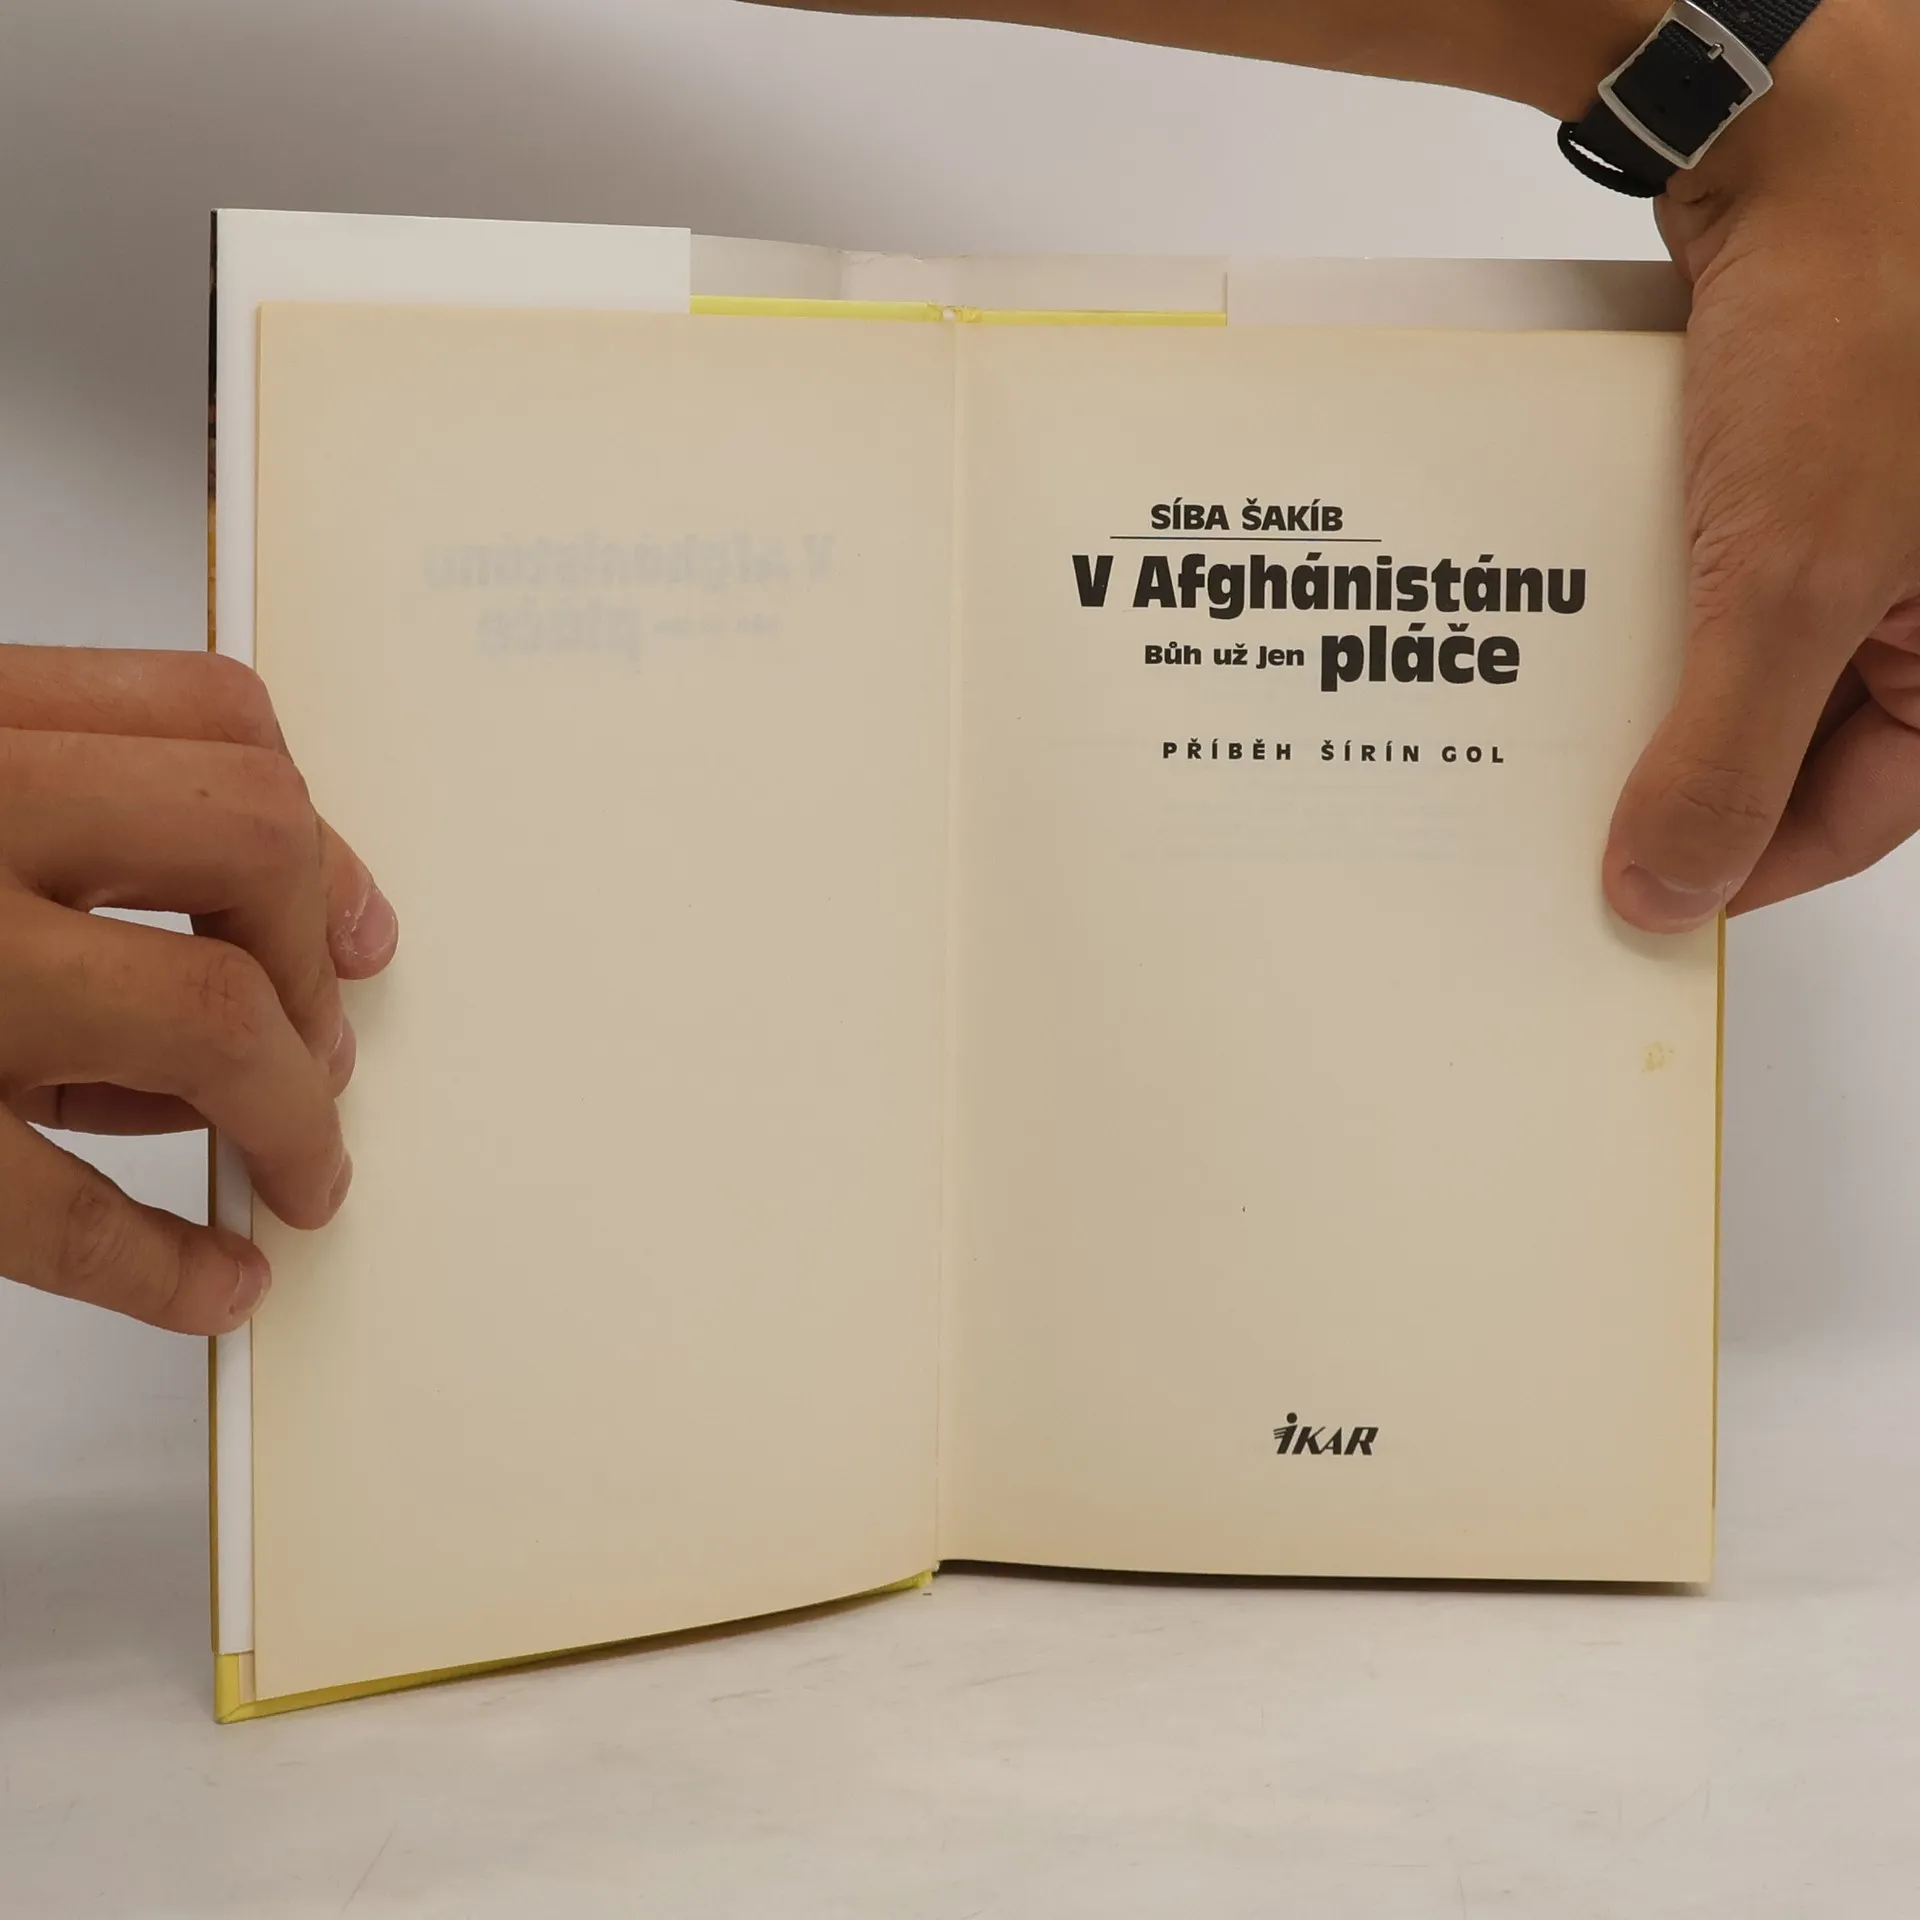 SÍBA ŠAKÍB
V Afghánistánu
Bůh už jen pláče
PŘÍBĚH ŠÍRÍN GOL
IKAR